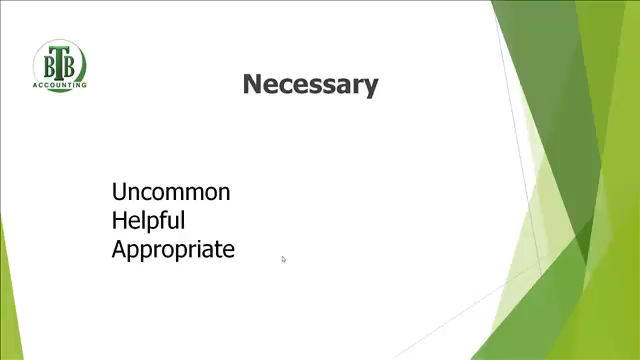 BTB
ACCOUNTING
Necessary
Uncommon
Helpful
Appropriate